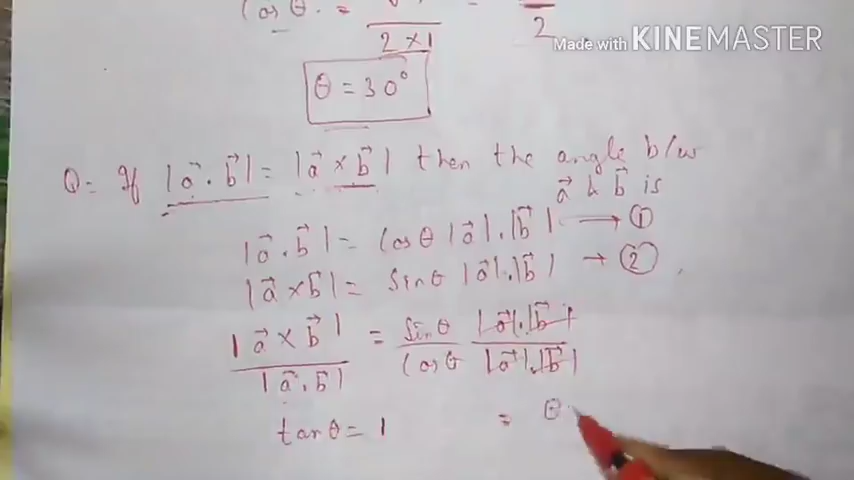 Cos θ. =
2 × 1
2
Made with KINEMASTER
θ = 30°
Q= If |a⃗ . b⃗| = |a⃗ × b⃗| then the angle b/w
a⃗ & b⃗ is
|a⃗ . b⃗| = Cos θ |a⃗| . |b⃗| → ①
|a⃗ × b⃗| = Sin θ |a⃗| . |b⃗| → ②
|a⃗ × b⃗| / |a⃗ . b⃗| = Sin θ / Cos θ |a⃗| . |b⃗| / |a⃗| . |b⃗|
tan θ = 1 = θ